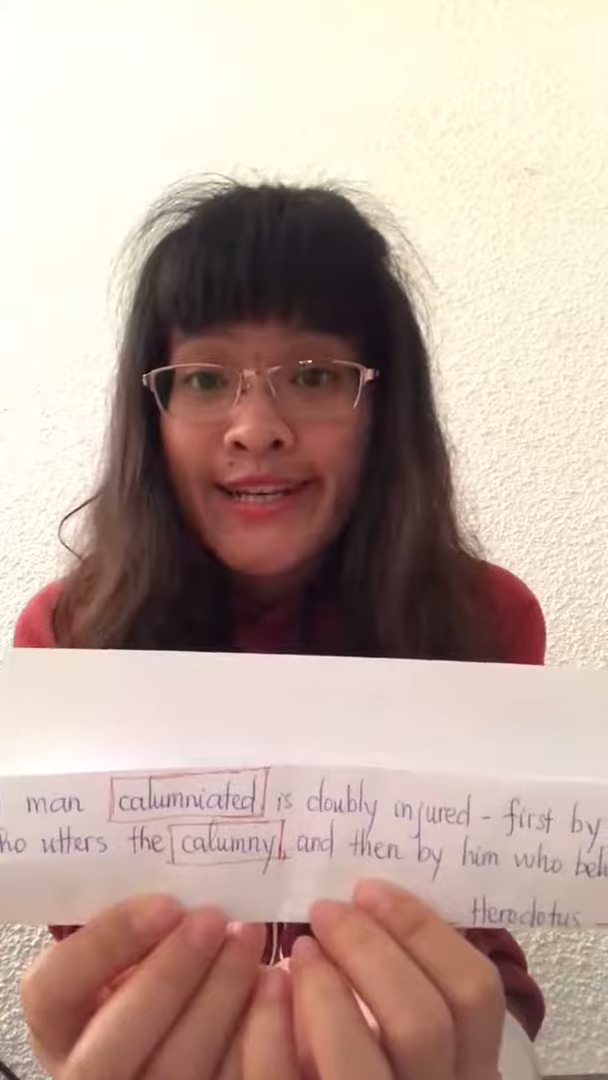 man calumniated is doubly injured - first by
who utters the calumny, and then by him who
Herodotus